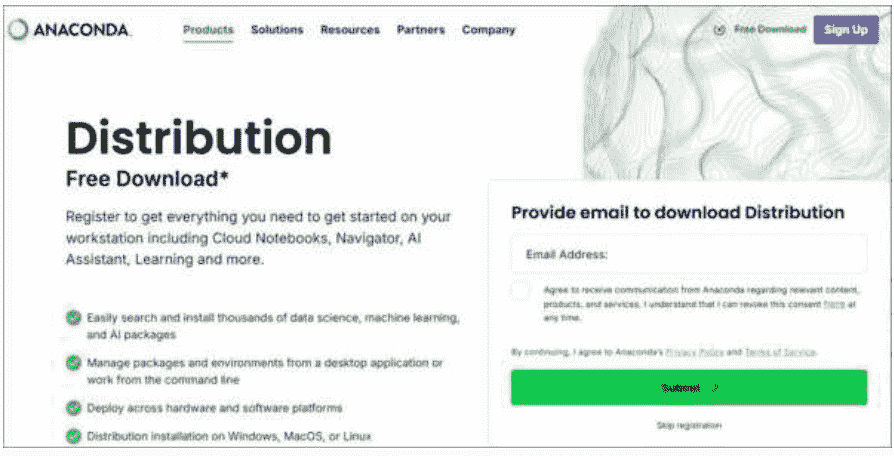 ANACONDA.
Products
Solutions
Resources
Partners
Company
Free Download
Sign Up
Distribution
Free Download*
Register to get everything you need to get started on your
workstation including Cloud Notebooks, Navigator, AI
Assistant, Learning and more.
Easily search and install thousands of data science, machine learning,
and AI packages
Manage packages and environments from a desktop application or
work from the command line
Deploy across hardware and software platforms
Distribution installation on Windows, MacOS, or Linux
Provide email to download Distribution
Email Address:
Agree to receive communication from Anaconda regarding relevant content,
products, and services. I understand that I can revoke this consent here at
any time.
By continuing, I agree to Anaconda's Privacy Policy and Terms of Service.
Submit
Skip registration